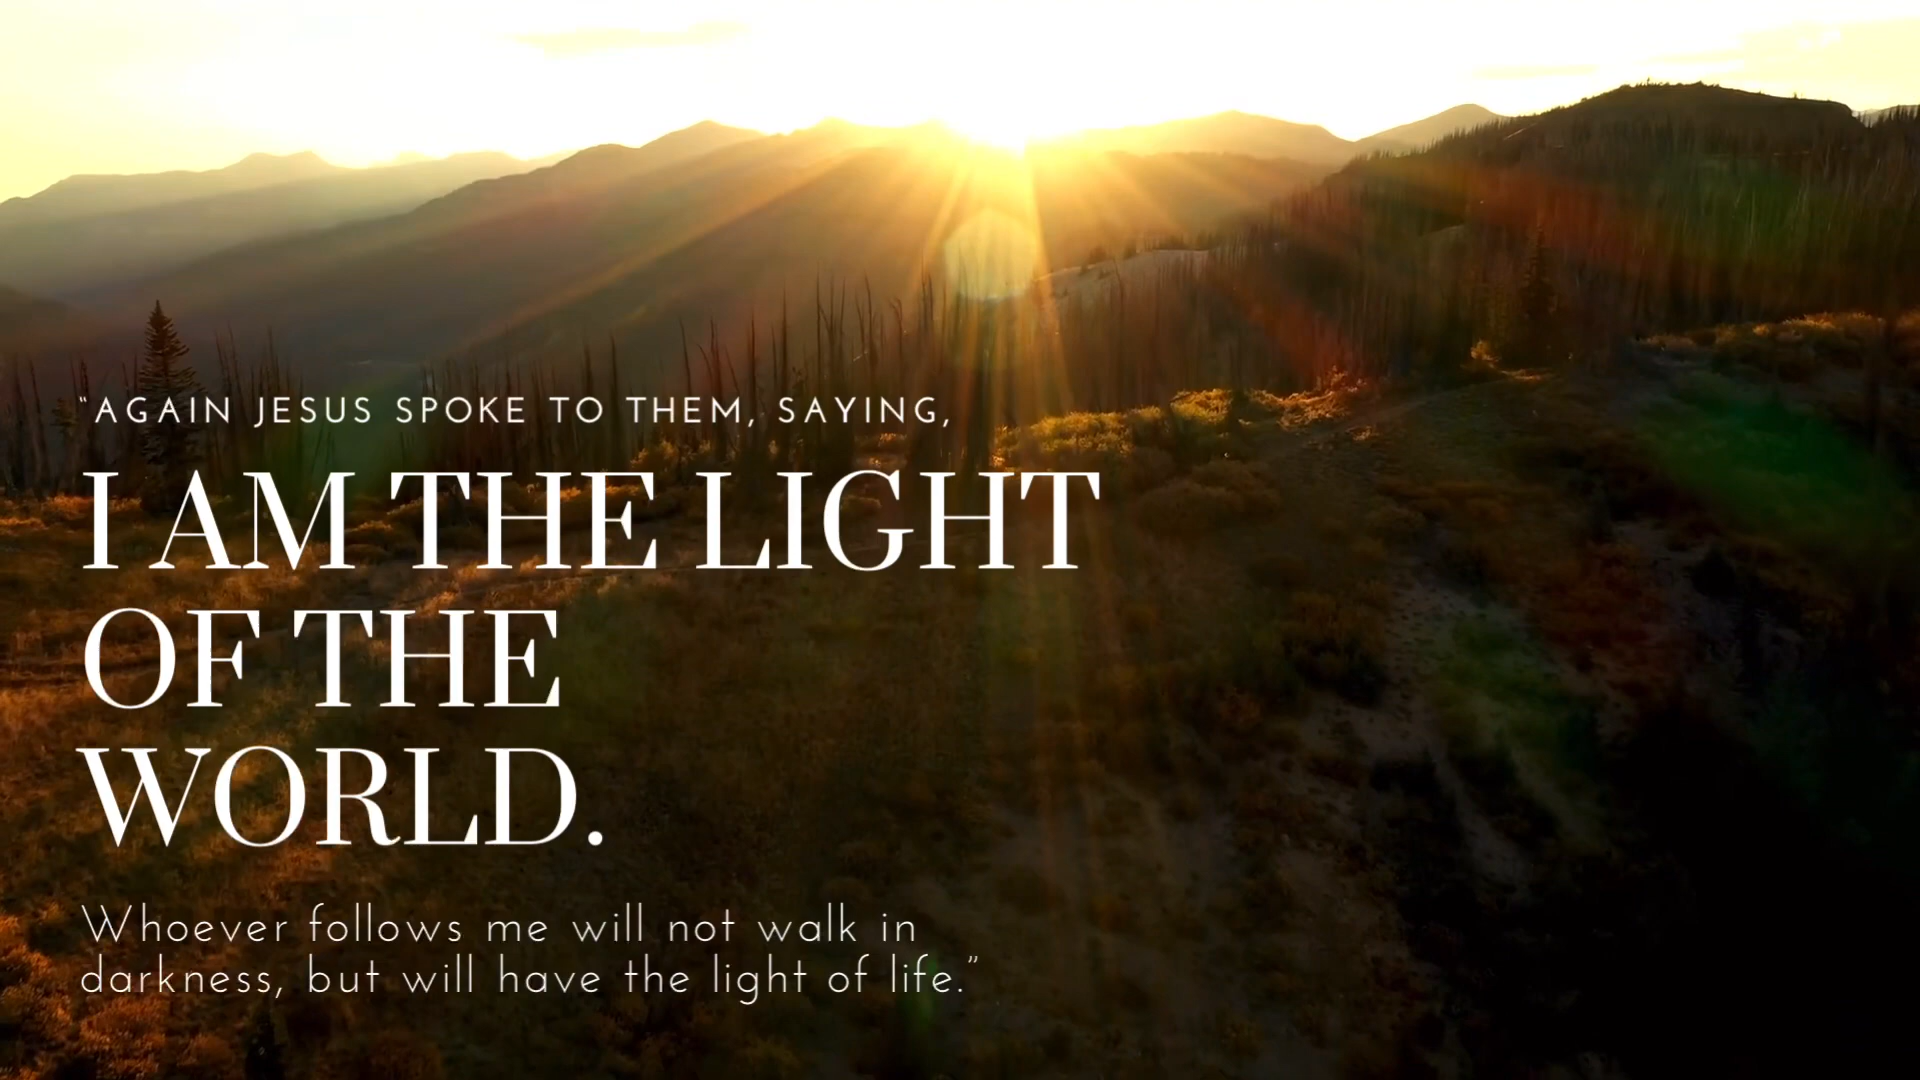 “AGAIN JESUS SPOKE TO THEM, SAYING,
I AM THE LIGHT
OF THE
WORLD.
Whoever follows me will not walk in
darkness, but will have the light of life.”